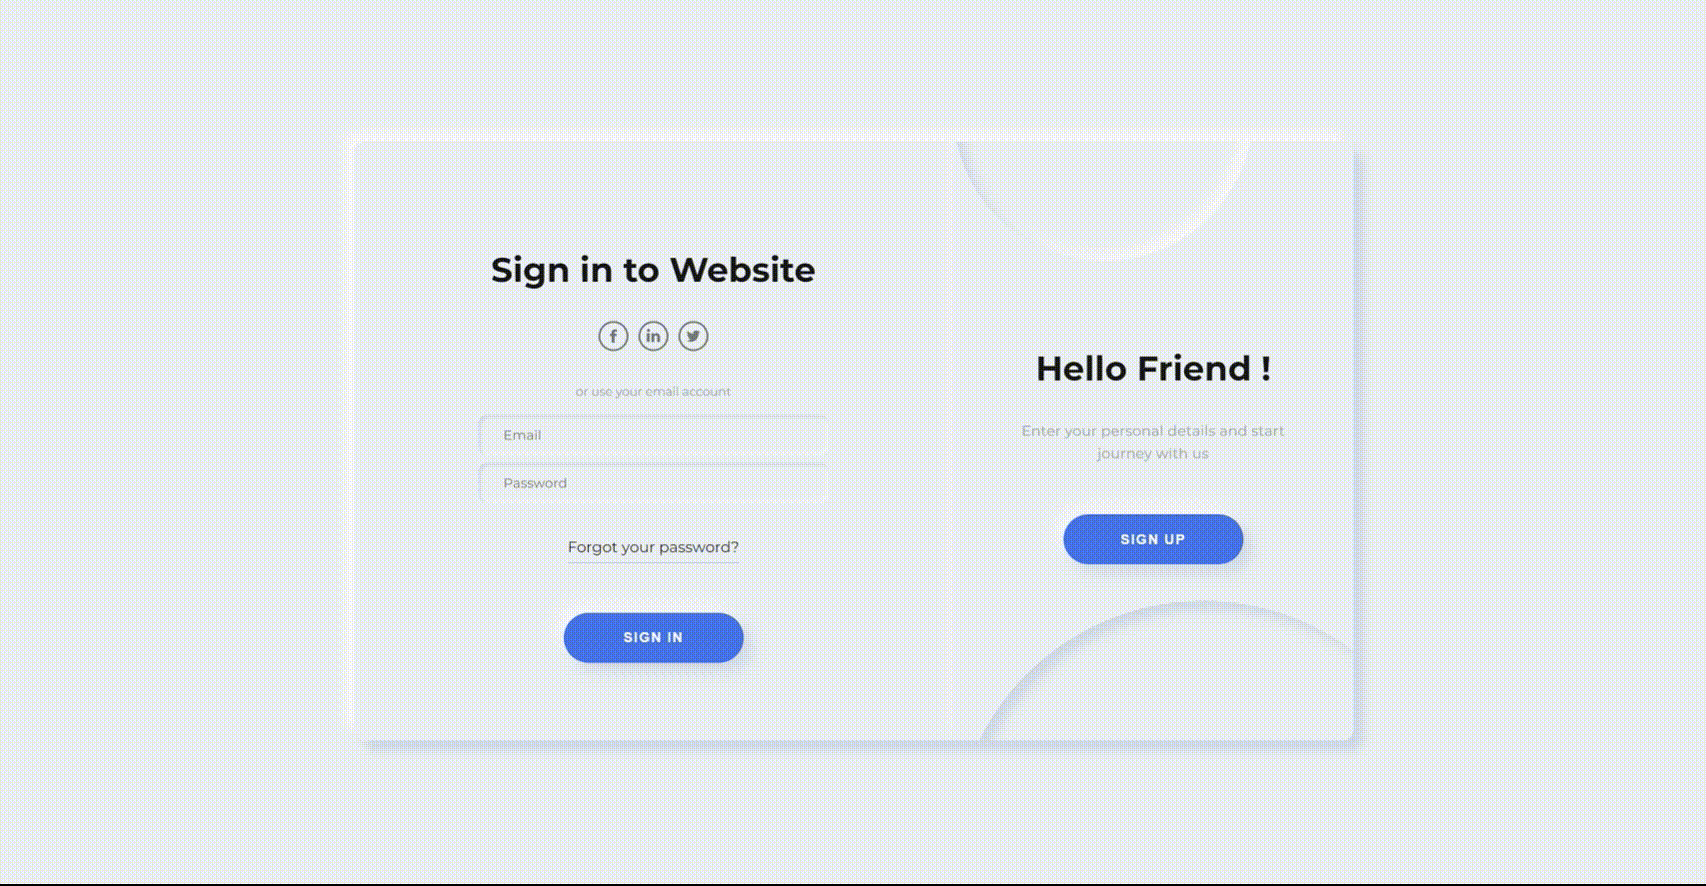 Sign in to Website
f in
or use your email account
Email
Password
Forgot your password?
SIGN IN
Hello Friend !
Enter your personal details and start
journey with us
SIGN UP